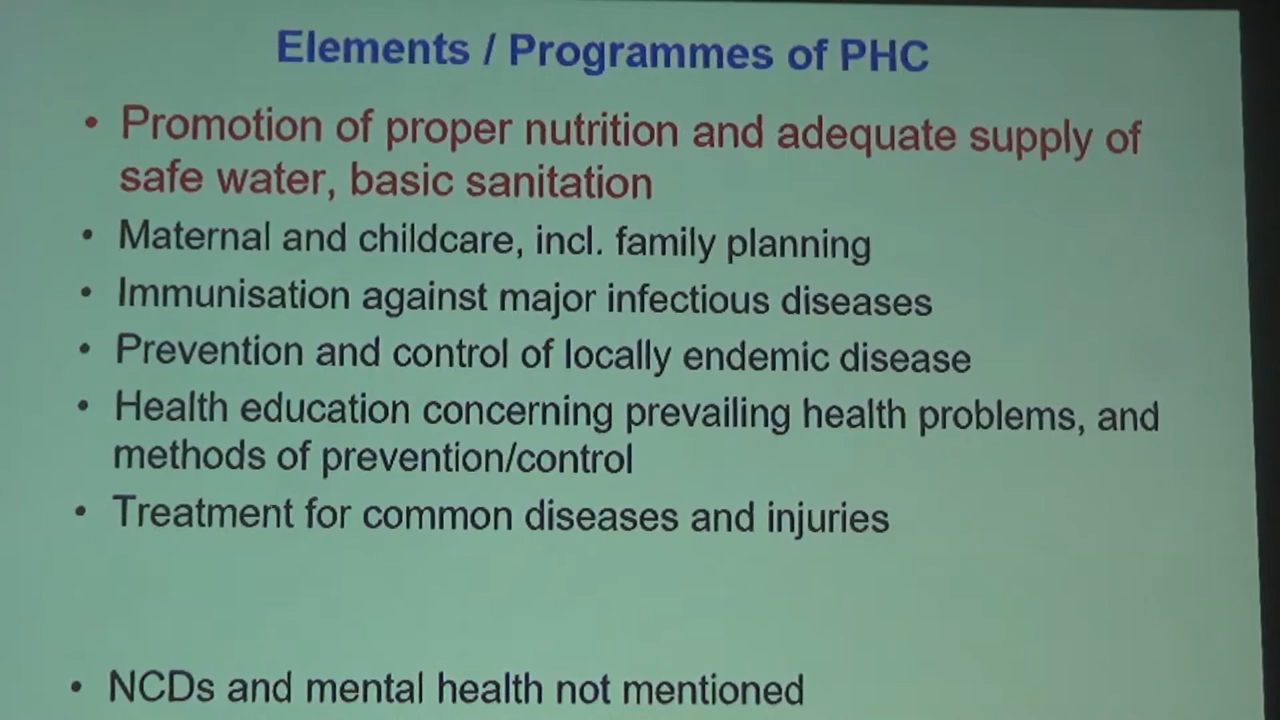 Elements / Programmes of PHC
• Promotion of proper nutrition and adequate supply of
safe water, basic sanitation
• Maternal and childcare, incl. family planning
• Immunisation against major infectious diseases
• Prevention and control of locally endemic disease
• Health education concerning prevailing health problems, and
methods of prevention/control
• Treatment for common diseases and injuries
• NCDs and mental health not mentioned